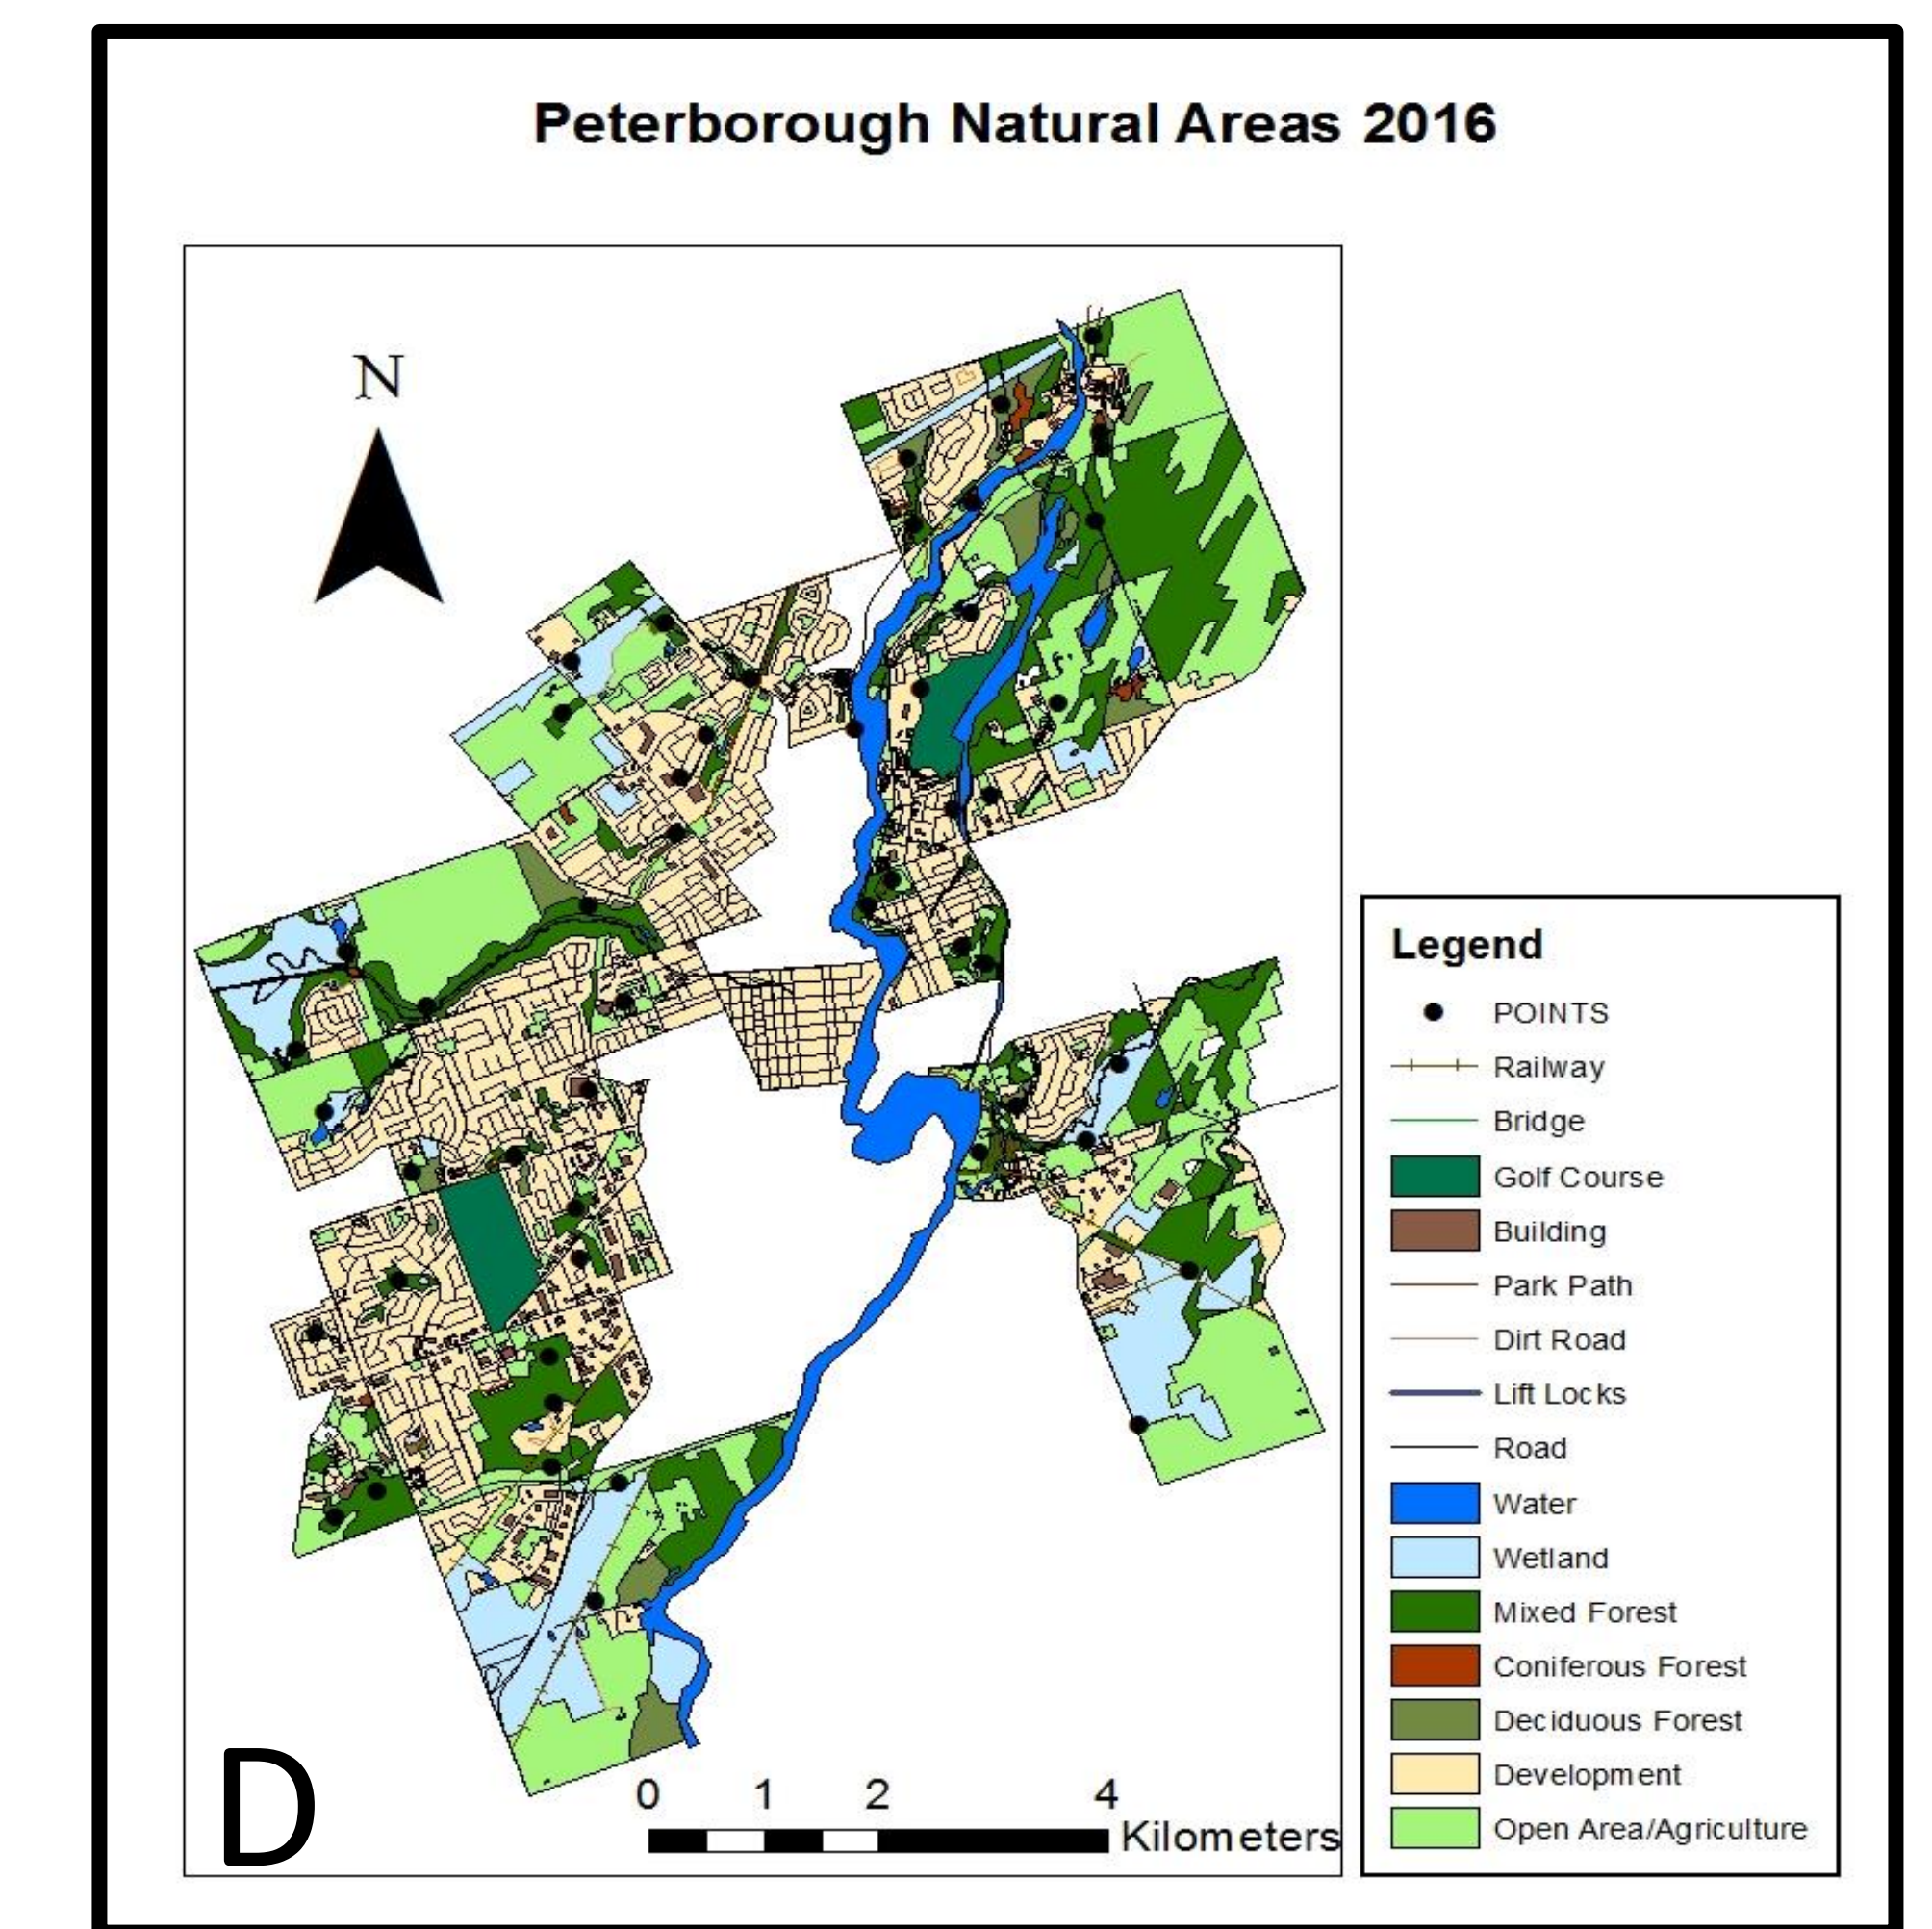 Peterborough Natural Areas 2016
N
D
0 1 2 4
Kilometers
Legend
POINTS
Railway
Bridge
Golf Course
Building
Park Path
Dirt Road
Lift Locks
Road
Water
Wetland
Mixed Forest
Coniferous Forest
Deciduous Forest
Development
Open Area/Agriculture